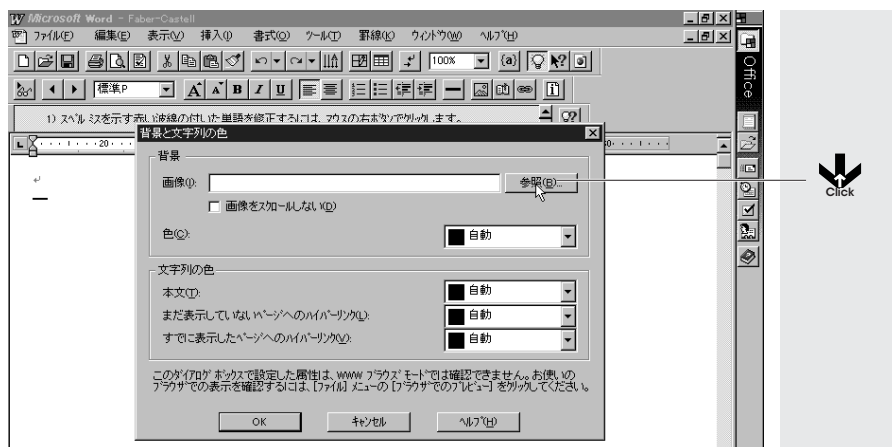 Microsoft Word - Faber-Castell
ファイル(F) 編集(E) 表示(V) 挿入(I) 書式(O) ツール(T) 罫線(K) ウィンドウ(W) ヘルプ(H)
100% {a}
標準P A A B I U
1) スペル ミスを示す赤い波線の付いた単語を修正するには、マウスの右ボタンでクリックします。
L 20
背景と文字列の色
背景
画像(I): 参照(B)...
画像をスクロールしない(D)
色(C): 自動
文字列の色
本文(T): 自動
まだ表示していないページへのハイパーリンク(L): 自動
すでに表示したページへのハイパーリンク(V): 自動
このダイアログ ボックスで設定した属性は、WWW ブラウズ モードでは確認できません。お使いの
ブラウザでの表示を確認するには、[ファイル] メニューの [ブラウザでのプレビュー] をクリックしてください。
OK キャンセル ヘルプ(H)
Office
Click